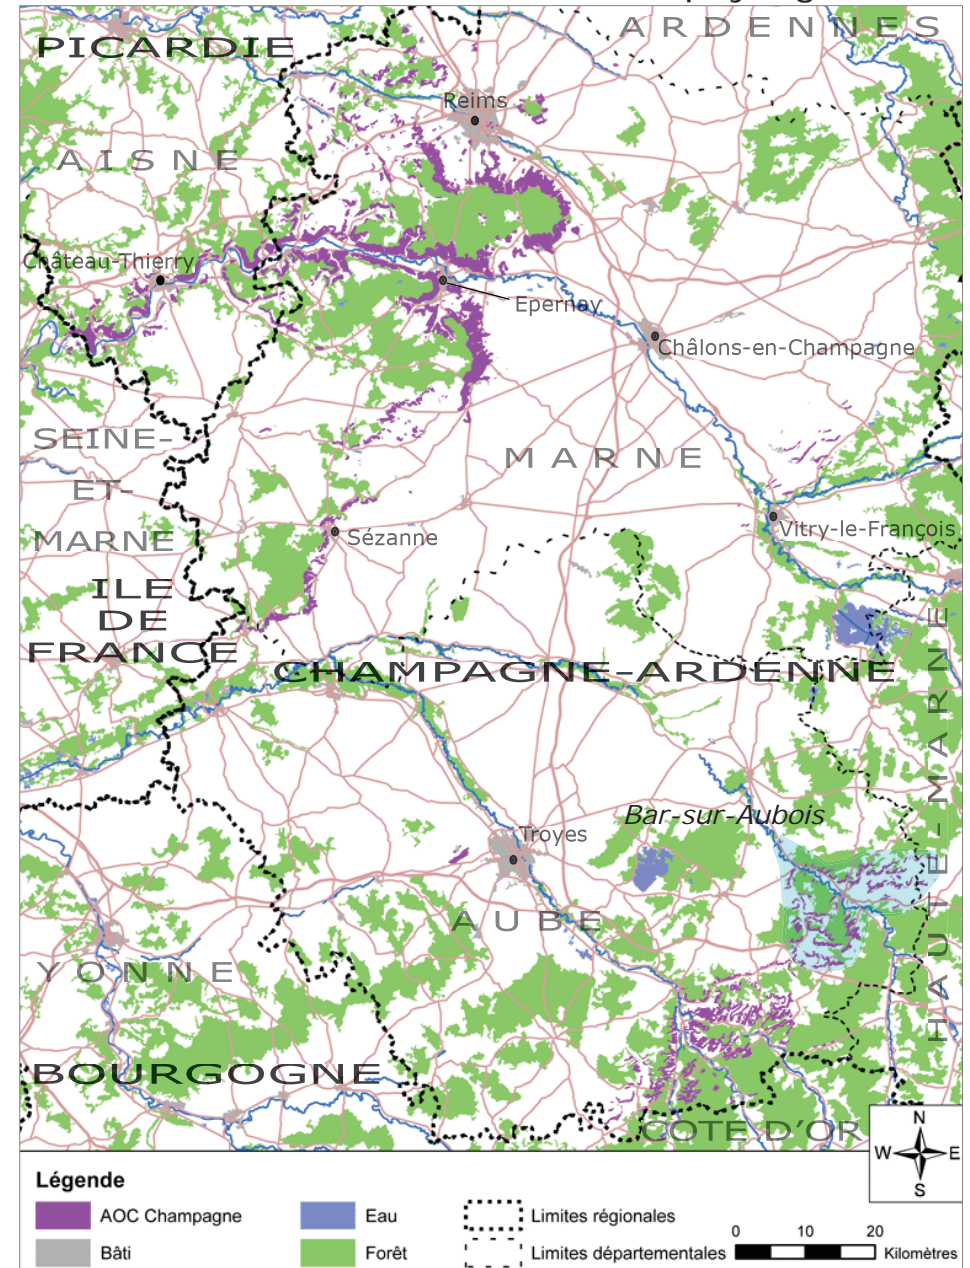 PICARDIE
ARDENNES
Reims
AISNE
Château-Thierry
Epernay
Châlons-en-Champagne
SEINE-
ET-
MARNE
MARNE
Sézanne
Vitry-le-François
ILE
DE
FRANCE
CHAMPAGNE-ARDENNE
HAUTE-MARNE
Bar-sur-Aubois
Troyes
AUBE
YONNE
BOURGOGNE
COTE D'OR
N
W
E
S
Légende
AOC Champagne
Eau
Limites régionales
Bâti
Forêt
Limites départementales
0 10 20
Kilomètres